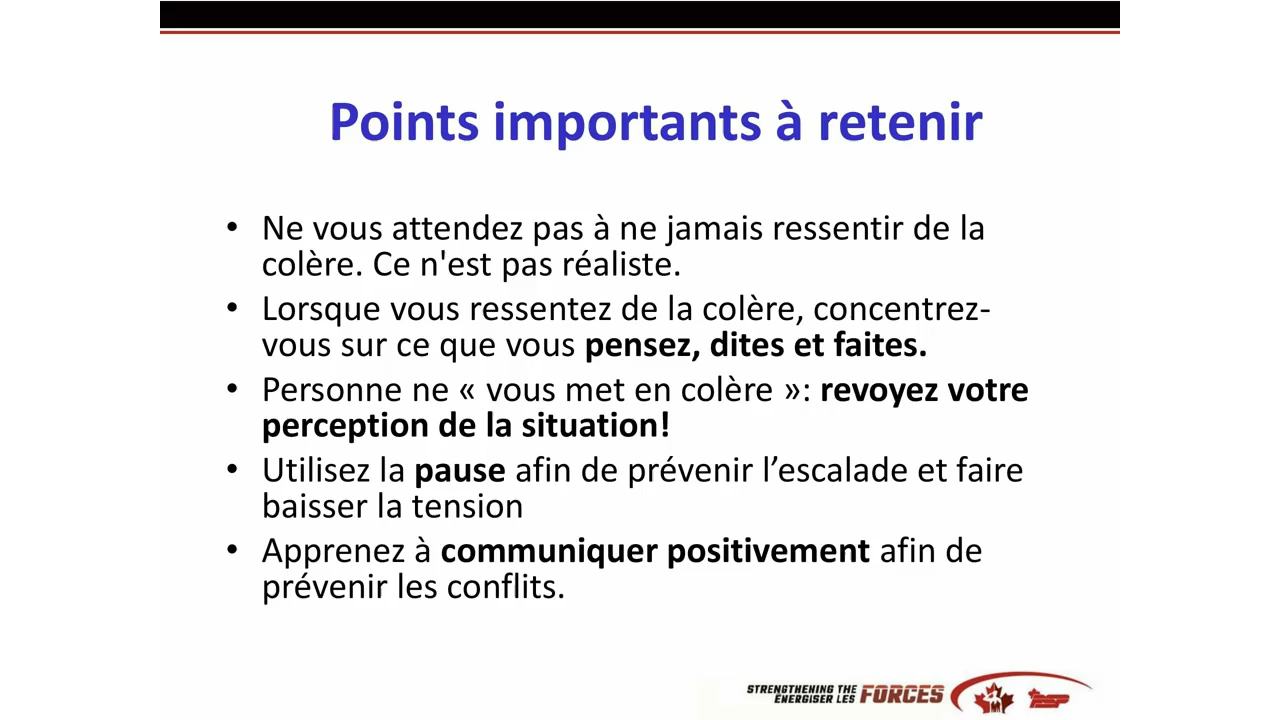 Points importants à retenir
• Ne vous attendez pas à ne jamais ressentir de la
colère. Ce n'est pas réaliste.
• Lorsque vous ressentez de la colère, concentrez-
vous sur ce que vous pensez, dites et faites.
• Personne ne « vous met en colère »: revoyez votre
perception de la situation!
• Utilisez la pause afin de prévenir l’escalade et faire
baisser la tension
• Apprenez à communiquer positivement afin de
prévenir les conflits.
STRENGTHENING THE
ENERGISER LES FORCES